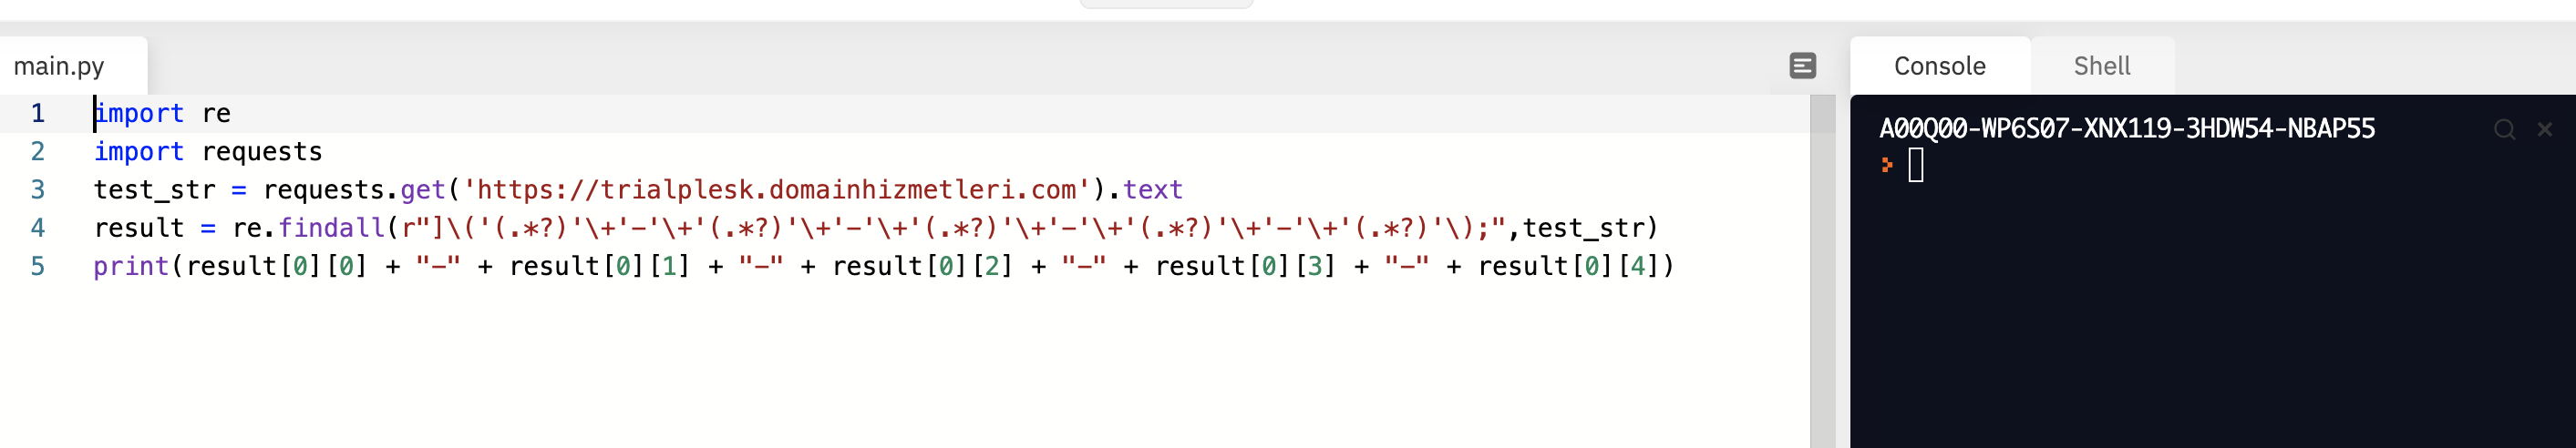 main.py
1 import re
2 import requests
3 test_str = requests.get('https://trialplesk.domainhizmetleri.com').text
4 result = re.findall(r"]\('(.*?)'\+'-'\+'(.*?)'\+'-'\+'(.*?)'\+'-'\+'(.*?)'\+'-'\+'(.*?)'\);",test_str)
5 print(result[0][0] + "-" + result[0][1] + "-" + result[0][2] + "-" + result[0][3] + "-" + result[0][4])
Console
Shell
A00Q00-WP6S07-XNX119-3HDW54-NBAP55